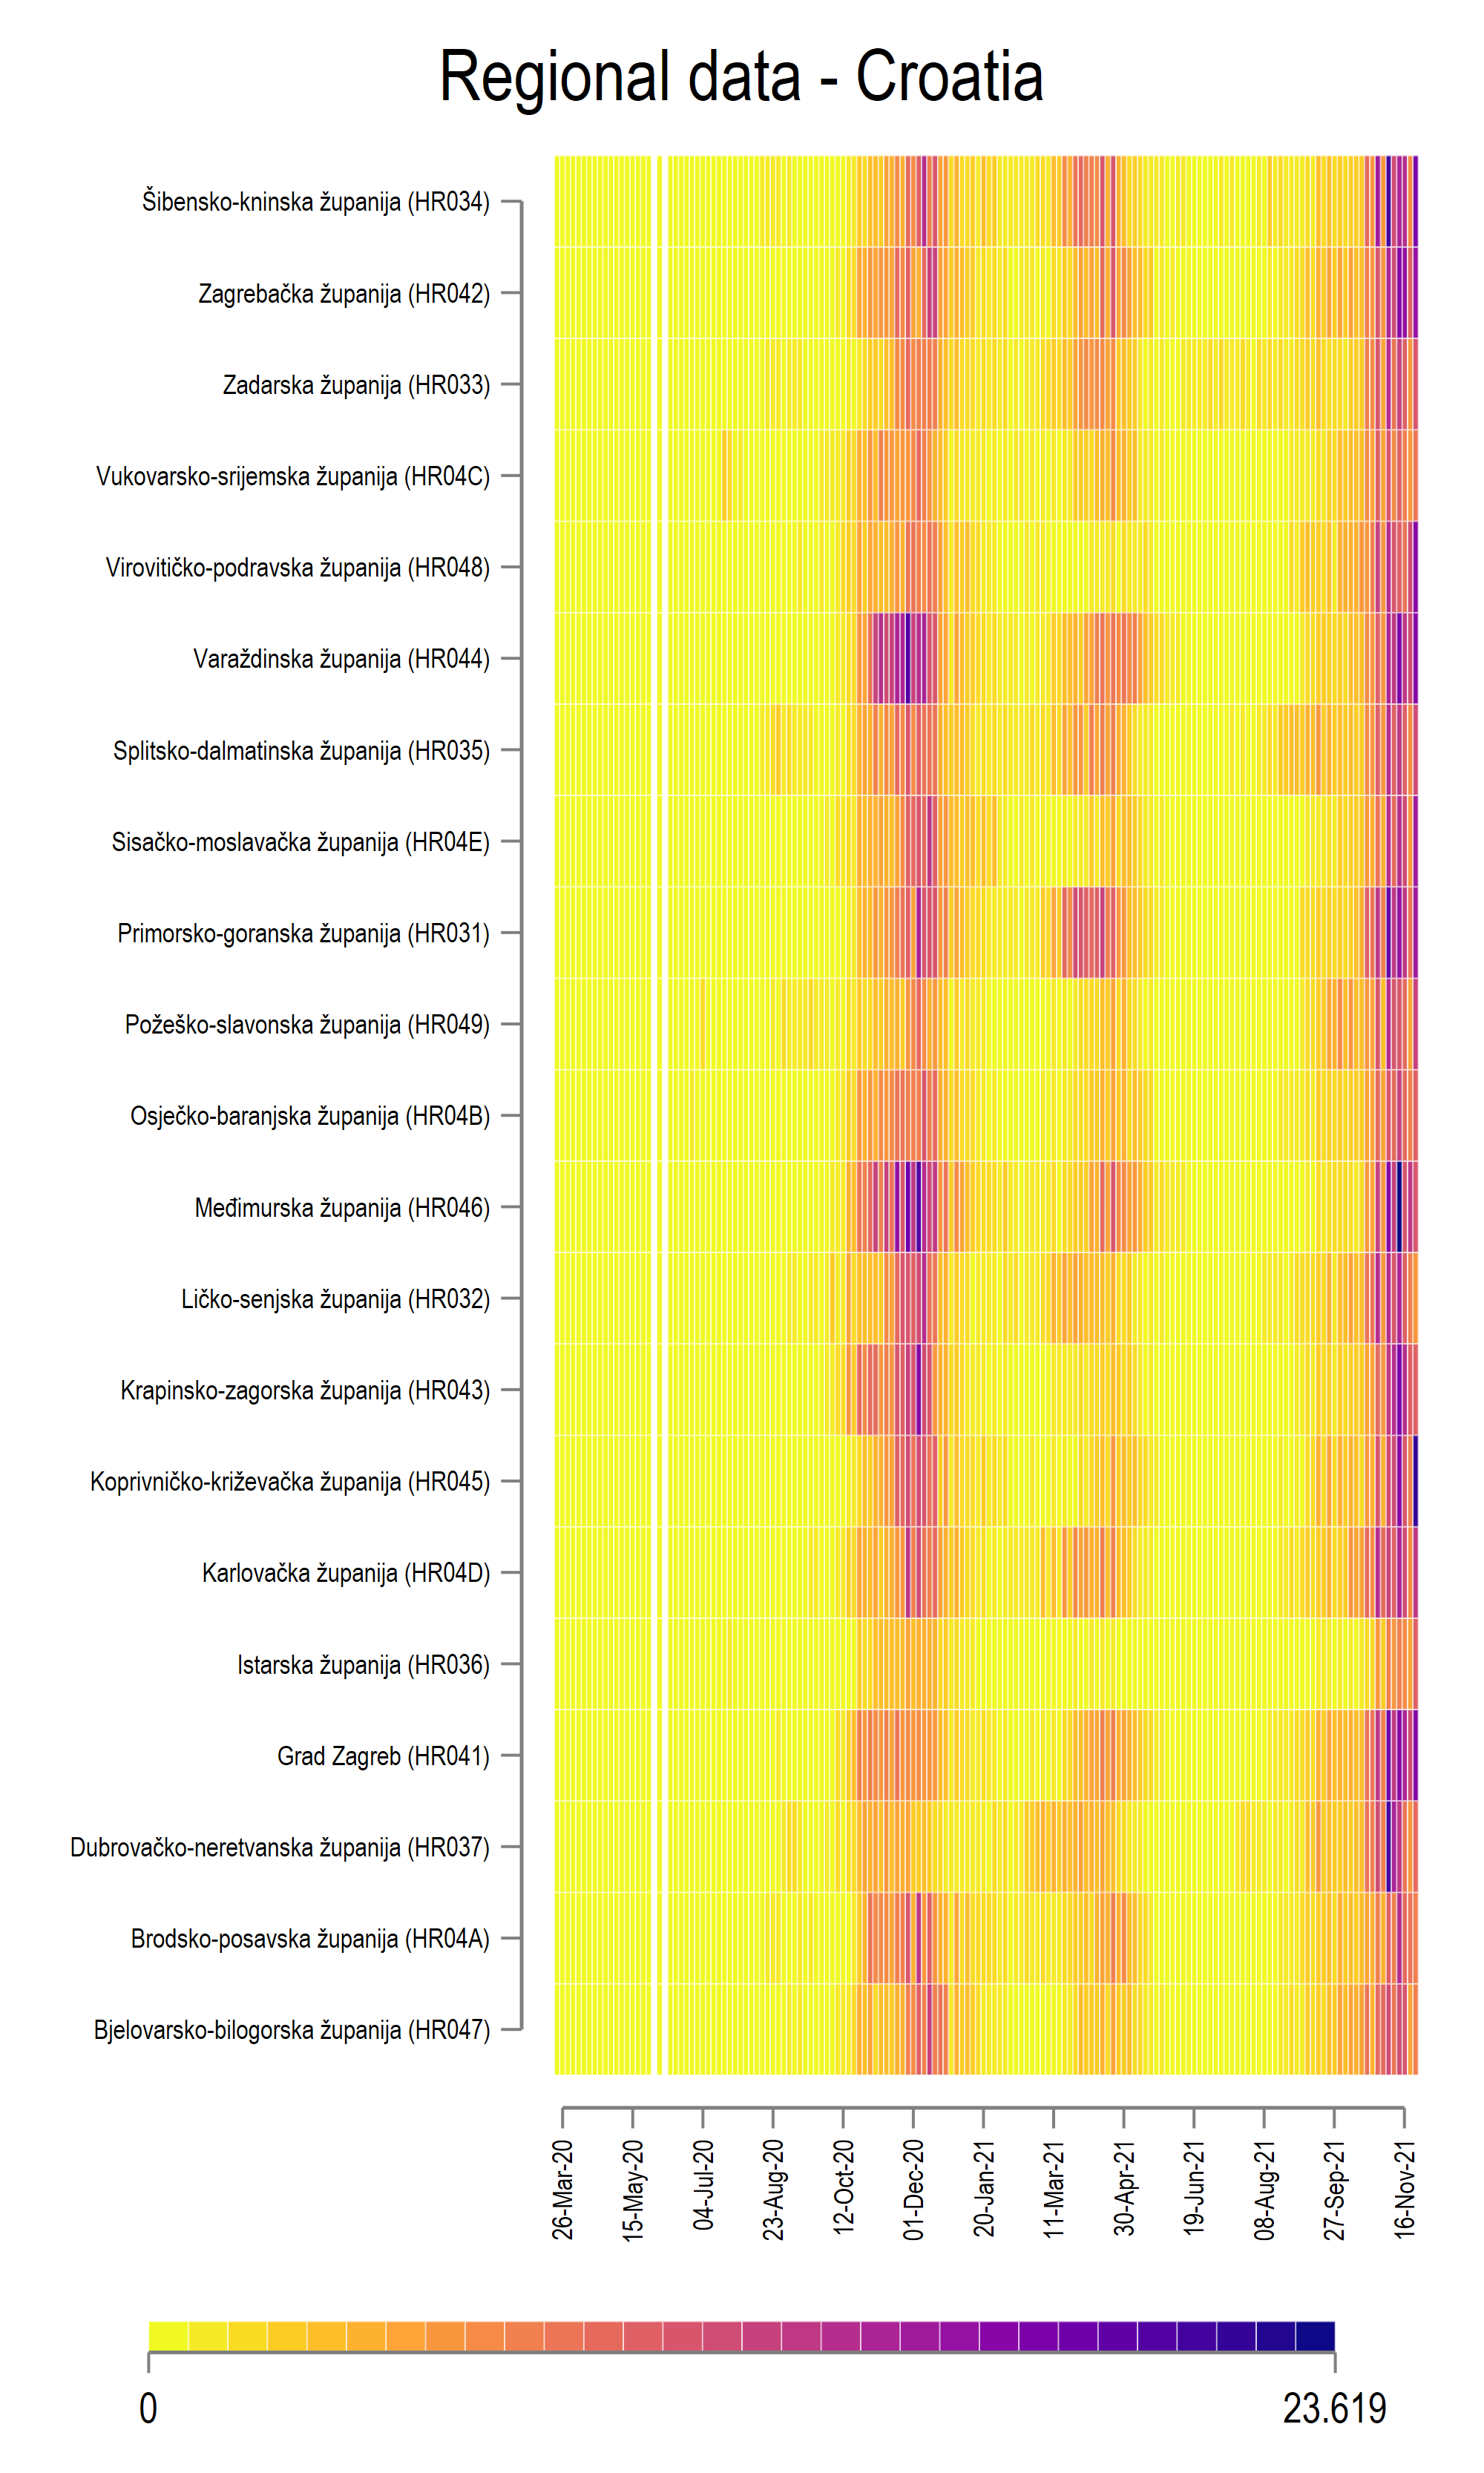 Regional data - Croatia
Šibensko-kninska županija (HR034)
Zagrebačka županija (HR042)
Zadarska županija (HR033)
Vukovarsko-srijemska županija (HR04C)
Virovitičko-podravska županija (HR048)
Varaždinska županija (HR044)
Splitsko-dalmatinska županija (HR035)
Sisačko-moslavačka županija (HR04E)
Primorsko-goranska županija (HR031)
Požeško-slavonska županija (HR049)
Osječko-baranjska županija (HR04B)
Međimurska županija (HR046)
Ličko-senjska županija (HR032)
Krapinsko-zagorska županija (HR043)
Koprivničko-križevačka županija (HR045)
Karlovačka županija (HR04D)
Istarska županija (HR036)
Grad Zagreb (HR041)
Dubrovačko-neretvanska županija (HR037)
Brodsko-posavska županija (HR04A)
Bjelovarsko-bilogorska županija (HR047)
26-Mar-20
15-May-20
04-Jul-20
23-Aug-20
12-Oct-20
01-Dec-20
20-Jan-21
11-Mar-21
30-Apr-21
19-Jun-21
08-Aug-21
27-Sep-21
16-Nov-21
0
23.619